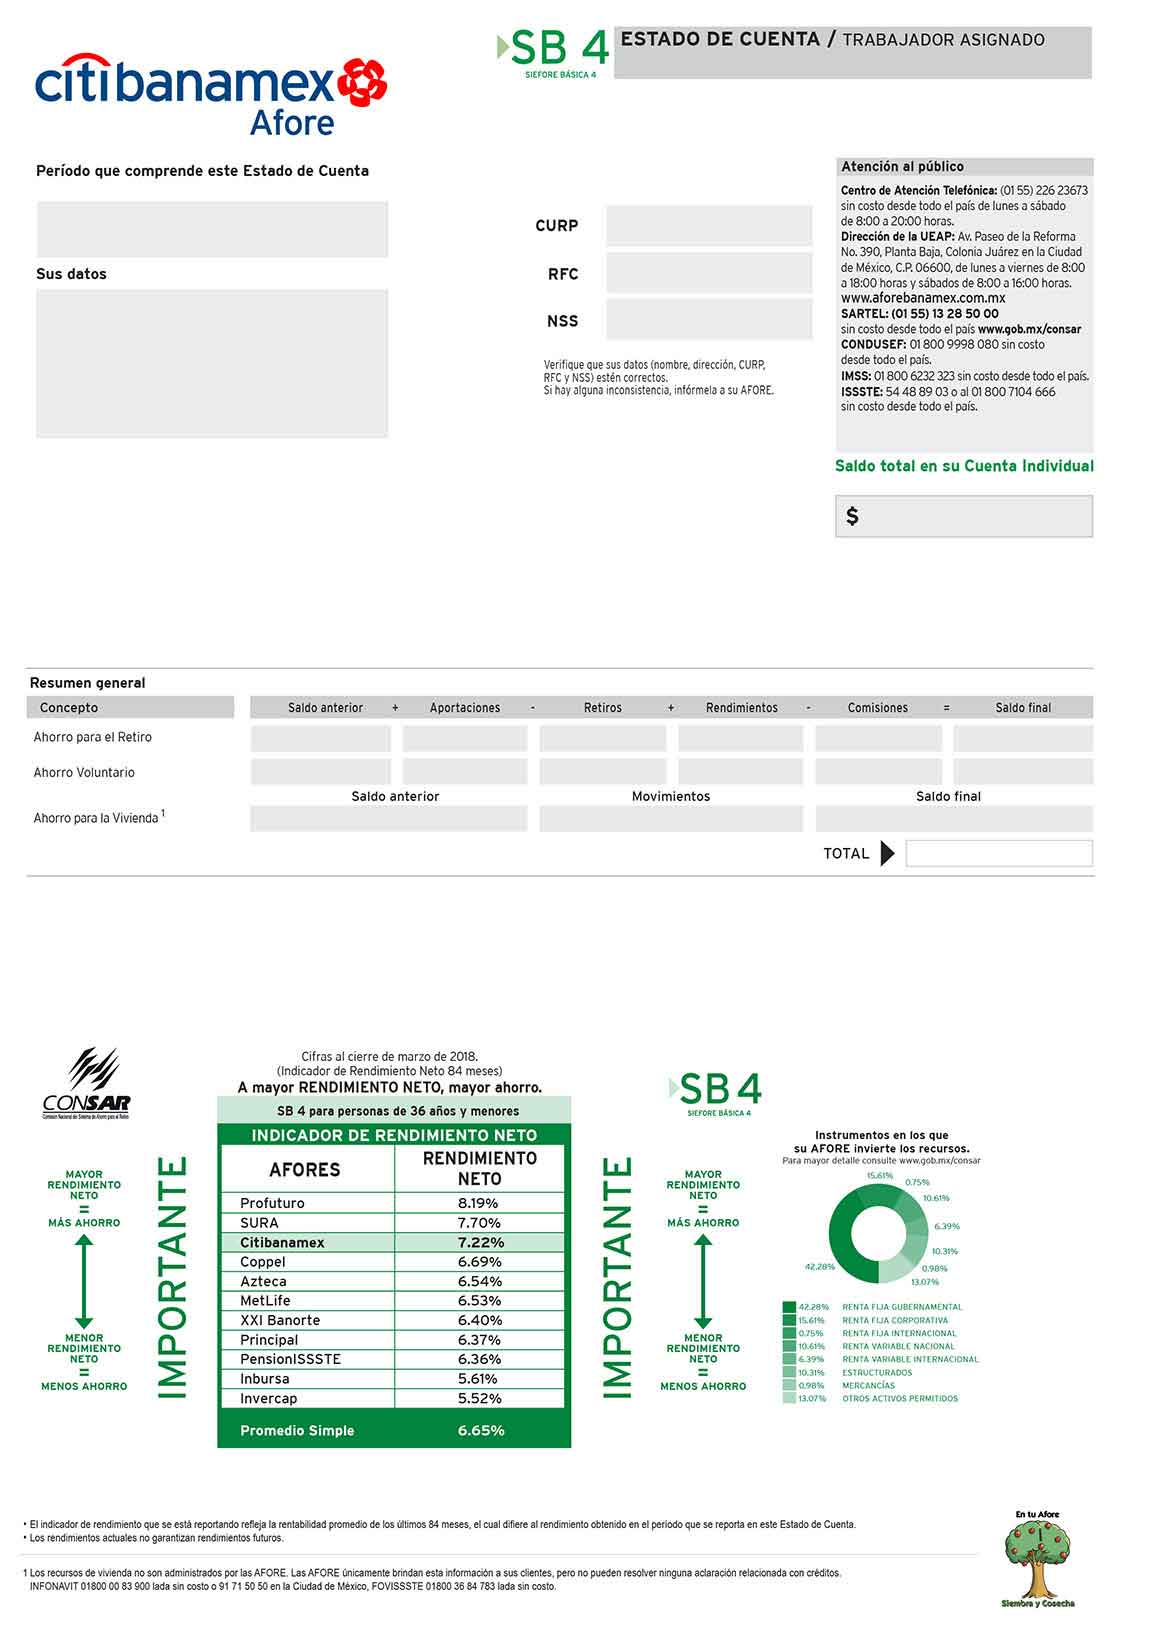 citibanamex
Afore
SB 4
SIEFORE BÁSICA 4
ESTADO DE CUENTA / TRABAJADOR ASIGNADO
Período que comprende este Estado de Cuenta
Sus datos
CURP
RFC
NSS
Verifique que sus datos (nombre, dirección, CURP,
RFC y NSS) estén correctos.
Si hay alguna inconsistencia, infórmela a su AFORE.
Atención al público
Centro de Atención Telefónica: (01 55) 226 23673
sin costo desde todo el país de lunes a sábado
de 8:00 a 20:00 horas.
Dirección de la UEAP: Av. Paseo de la Reforma
No. 390, Planta Baja, Colonia Juárez en la Ciudad
de México, C.P. 06600, de lunes a viernes de 8:00
a 18:00 horas y sábados de 8:00 a 16:00 horas.
www.aforebanamex.com.mx
SARTEL: (01 55) 13 28 50 00
sin costo desde todo el país www.gob.mx/consar
CONDUSEF: 01 800 9998 080 sin costo
desde todo el país.
IMSS: 01 800 6232 323 sin costo desde todo el país.
ISSSTE: 54 48 89 03 o al 01 800 7104 666
sin costo desde todo el país.
Saldo total en su Cuenta Individual
$
Resumen general
Concepto Saldo anterior + Aportaciones - Retiros + Rendimientos - Comisiones = Saldo final
Ahorro para el Retiro
Ahorro Voluntario
Saldo anterior Movimientos Saldo final
Ahorro para la Vivienda 1
TOTAL
CONSAR
Comisión Nacional del Sistema de Ahorro para el Retiro
MAYOR
RENDIMIENTO
NETO
=
MÁS AHORRO
MENOR
RENDIMIENTO
NETO
=
MENOS AHORRO
IMPORTANTE
Cifras al cierre de marzo de 2018.
(Indicador de Rendimiento Neto 84 meses)
A mayor RENDIMIENTO NETO, mayor ahorro.
SB 4 para personas de 36 años y menores
INDICADOR DE RENDIMIENTO NETO
AFORES RENDIMIENTO
NETO
Profuturo 8.19%
SURA 7.70%
Citibanamex 7.22%
Coppel 6.69%
Azteca 6.54%
MetLife 6.53%
XXI Banorte 6.40%
Principal 6.37%
PensionISSSTE 6.36%
Inbursa 5.61%
Invercap 5.52%
Promedio Simple 6.65%
IMPORTANTE
SB 4
SIEFORE BÁSICA 4
MAYOR
RENDIMIENTO
NETO
=
MÁS AHORRO
MENOR
RENDIMIENTO
NETO
=
MENOS AHORRO
Instrumentos en los que
su AFORE invierte los recursos.
Para mayor detalle consulte www.gob.mx/consar
15.61%
0.75%
10.61%
6.39%
10.31%
0.98%
13.07%
42.28%
42.28% RENTA FIJA GUBERNAMENTAL
15.61% RENTA FIJA CORPORATIVA
0.75% RENTA FIJA INTERNACIONAL
10.61% RENTA VARIABLE NACIONAL
6.39% RENTA VARIABLE INTERNACIONAL
10.31% ESTRUCTURADOS
0.98% MERCANCÍAS
13.07% OTROS ACTIVOS PERMITIDOS
• El indicador de rendimiento que se está reportando refleja la rentabilidad promedio de los últimos 84 meses, el cual difiere al rendimiento obtenido en el período que se reporta en este Estado de Cuenta.
• Los rendimientos actuales no garantizan rendimientos futuros.
1 Los recursos de vivienda no son administrados por las AFORE. Las AFORE únicamente brindan esta información a sus clientes, pero no pueden resolver ninguna aclaración relacionada con créditos.
INFONAVIT 01800 00 83 900 lada sin costo o 91 71 50 50 en la Ciudad de México, FOVISSSTE 01800 36 84 783 lada sin costo.
En tu Afore
Siembra y Cosecha